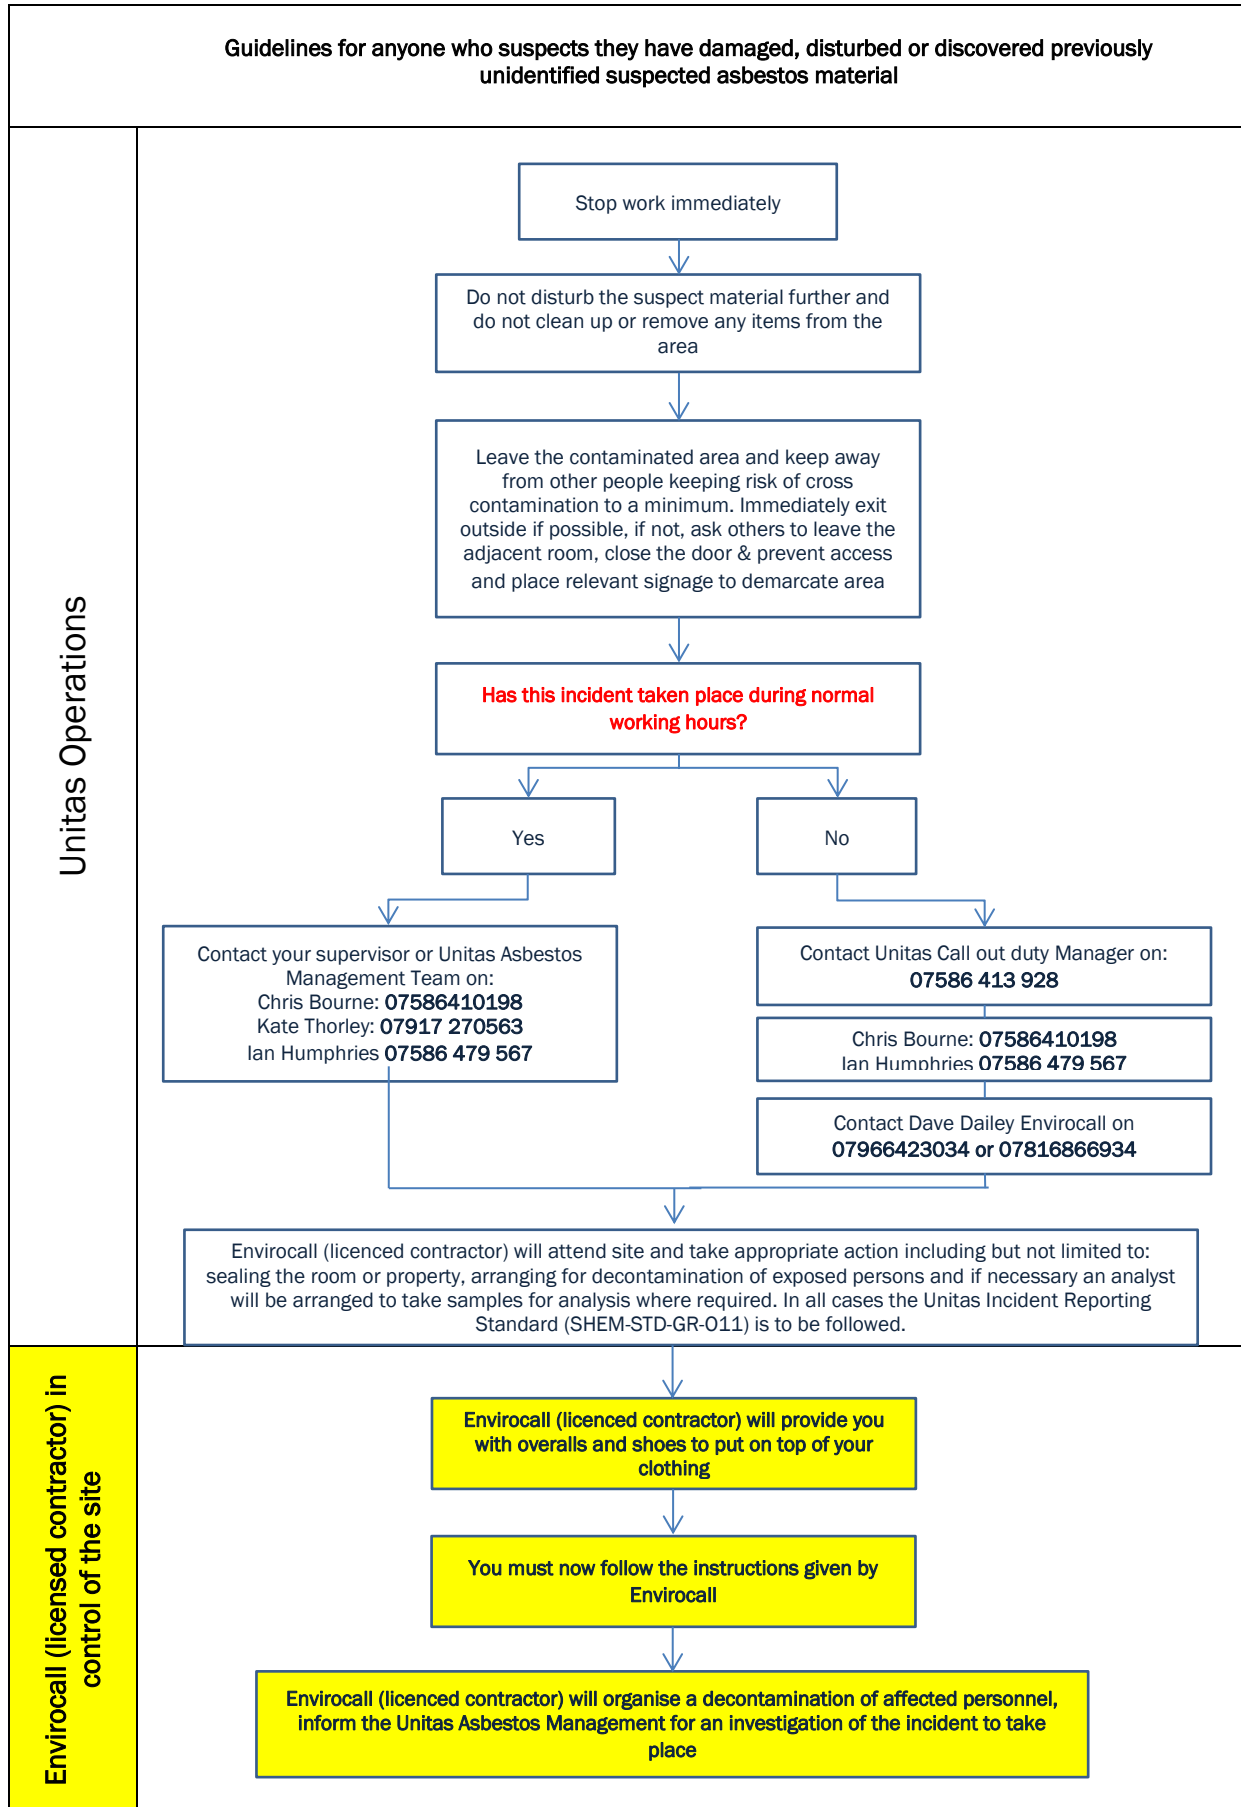 Guidelines for anyone who suspects they have damaged, disturbed or discovered previously
unidentified suspected asbestos material
Unitas Operations
Stop work immediately
Do not disturb the suspect material further and
do not clean up or remove any items from the
area
Leave the contaminated area and keep away
from other people keeping risk of cross
contamination to a minimum. Immediately exit
outside if possible, if not, ask others to leave the
adjacent room, close the door & prevent access
and place relevant signage to demarcate area
Has this incident taken place during normal
working hours?
Yes
No
Contact your supervisor or Unitas Asbestos
Management Team on:
Chris Bourne: 07586410198
Kate Thorley: 07917 270563
Ian Humphries 07586 479 567
Contact Unitas Call out duty Manager on:
07586 413 928
Chris Bourne: 07586410198
Ian Humphries 07586 479 567
Contact Dave Dailey Envirocall on
07966423034 or 07816866934
Envirocall (licenced contractor) will attend site and take appropriate action including but not limited to:
sealing the room or property, arranging for decontamination of exposed persons and if necessary an analyst
will be arranged to take samples for analysis where required. In all cases the Unitas Incident Reporting
Standard (SHEM-STD-GR-011) is to be followed.
Envirocall (licensed contractor) in
control of the site
Envirocall (licenced contractor) will provide you
with overalls and shoes to put on top of your
clothing
You must now follow the instructions given by
Envirocall
Envirocall (licenced contractor) will organise a decontamination of affected personnel,
inform the Unitas Asbestos Management for an investigation of the incident to take
place